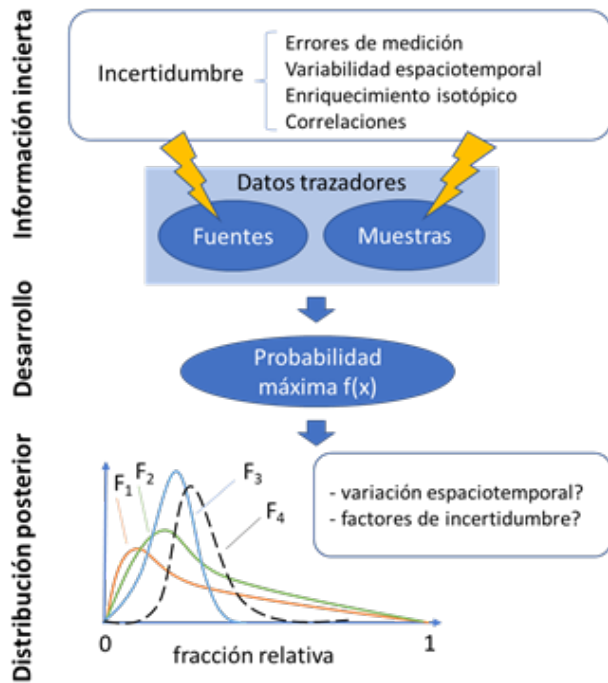 Información incierta
Incertidumbre
Errores de medición
Variabilidad espaciotemporal
Enriquecimiento isotópico
Correlaciones
Datos trazadores
Fuentes
Muestras
Desarrollo
Probabilidad
máxima f(x)
Distribución posterior
F1
F2
F3
F4
- variación espaciotemporal?
- factores de incertidumbre?
0
1
fracción relativa